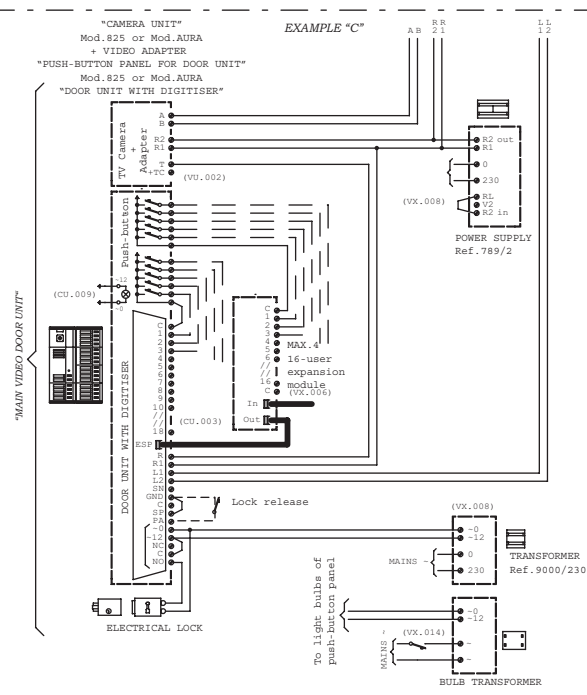 "CAMERA UNIT"
Mod.825 or Mod.AURA
+ VIDEO ADAPTER
"PUSH-BUTTON PANEL FOR DOOR UNIT"
Mod.825 or Mod.AURA
"DOOR UNIT WITH DIGITISER"
EXAMPLE "C"
A B R2 R1
L1 L2
"MAIN VIDEO DOOR UNIT"
TV Camera
+
Adapter
A
B
R2
R1
T
+TC
(VU.002)
R2 out
R1
0
230
RL
V2
R2 in
(VX.008)
POWER SUPPLY
Ref.789/2
Push-button
~12
(CU.009)
~0
DOOR UNIT WITH DIGITISER
C
1
2
3
4
5
6
7
8
9
10
//
//
18
(CU.003)
ESP
R
R1
L1
L2
SN
GND
C
SP
PA
~0
~12
NC
C
NO
C
1
2
3
4
5
6
//
//
16
C
MAX.4
16-user
expansion
module
(VX.006)
In
Out
Lock release
ELECTRICAL LOCK
(VX.008)
~0
~12
0
230
MAINS ~
TRANSFORMER
Ref.9000/230
To light bulbs of
push-button panel
~0
~12
(VX.014)
MAINS ~
~
~
BULB TRANSFORMER